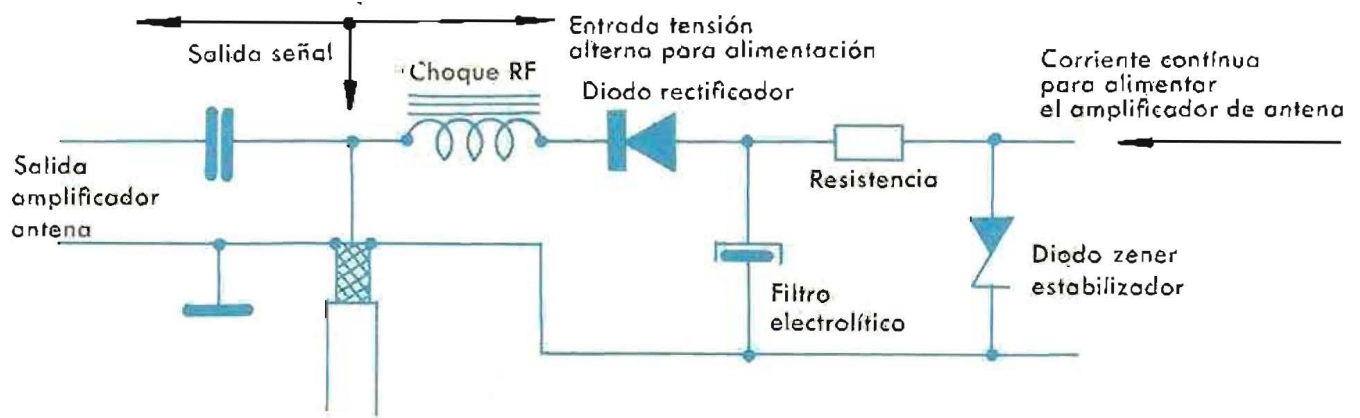 Entrada tensión
alterna para alimentación
Salida señal
Choque RF
Diodo rectificador
Corriente contínua
para alimentar
el amplificador de antena
Salida
amplificador
antena
Resistencia
Filtro
electrolítico
Diodo zener
estabilizador